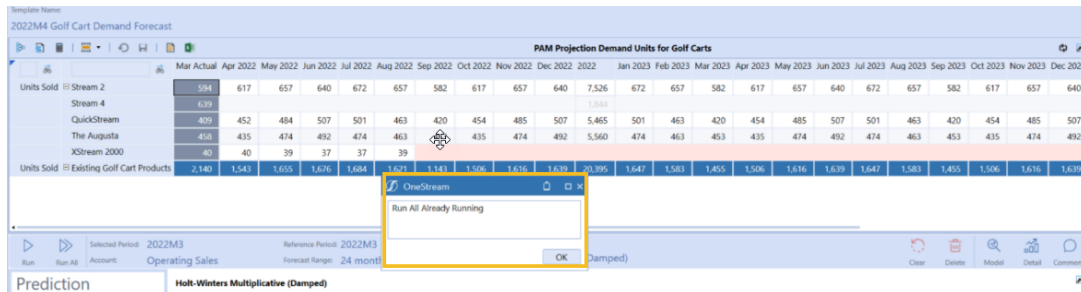 Template Name:
2022M4 Golf Cart Demand Forecast
PAM Projection Demand Units for Golf Carts
Mar Actual Apr 2022 May 2022 Jun 2022 Jul 2022 Aug 2022 Sep 2022 Oct 2022 Nov 2022 Dec 2022 2022 Jan 2023 Feb 2023 Mar 2023 Apr 2023 May 2023 Jun 2023 Jul 2023 Aug 2023 Sep 2023 Oct 2023 Nov 2023 Dec 202
Units Sold Stream 2 594 617 657 640 672 657 582 617 657 640 7,526 672 657 582 617 657 640 672 657 582 617 657 640
Stream 4 639 1,844
QuickStream 409 452 484 507 501 463 420 454 485 507 5,465 501 463 420 454 485 507 501 463 420 454 485 507
The Augusta 458 435 474 492 474 463 435 474 492 5,560 474 463 453 435 474 492 474 463 453 435 474 492
XStream 2000 40 40 39 37 37 39
Units Sold Existing Golf Cart Products 2,140 1,543 1,655 1,676 1,684 1,621 1,143 1,506 1,616 1,639 20,395 1,647 1,583 1,455 1,506 1,616 1,639 1,647 1,583 1,455 1,506 1,616 1,639
OneStream
Run All Already Running
OK
Selected Period: 2022M3 Reference Period: 2022M3
Account: Operating Sales Forecast Range: 24 mont Damped)
Run Run All Clear Delete Model Detail Commen
Prediction Holt-Winters Multiplicative (Damped)